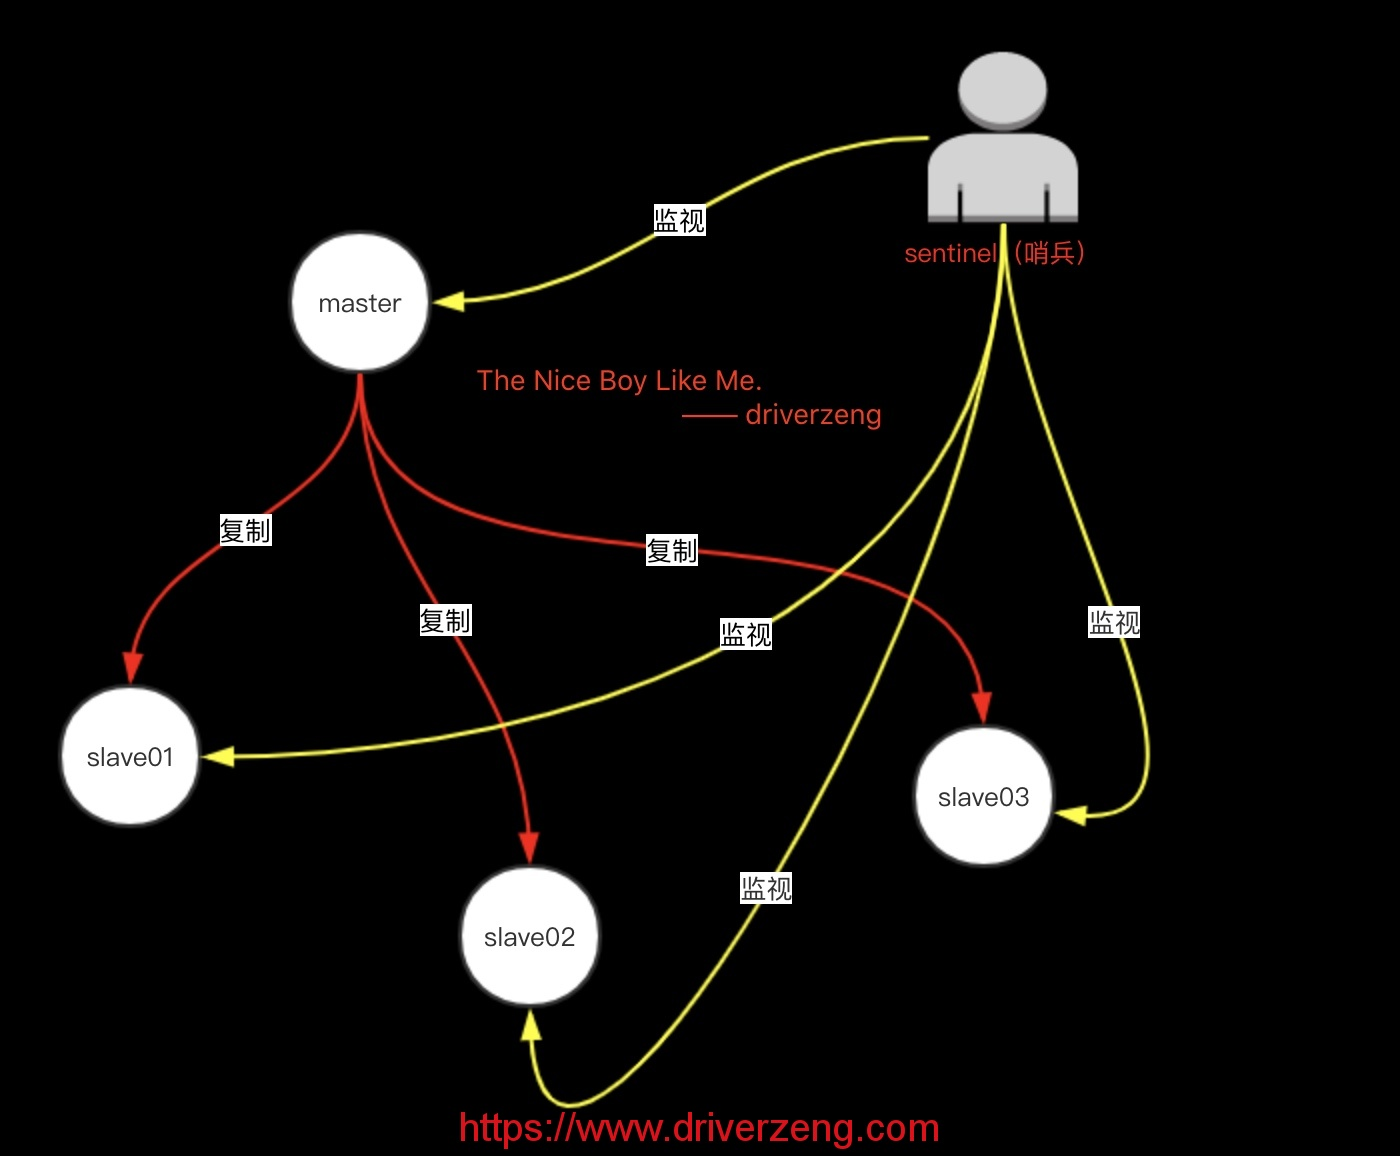 监视
sentinel（哨兵）
master
The Nice Boy Like Me.
—— driverzeng
复制
复制
复制
监视
监视
slave01
slave03
监视
slave02
https://www.driverzeng.com